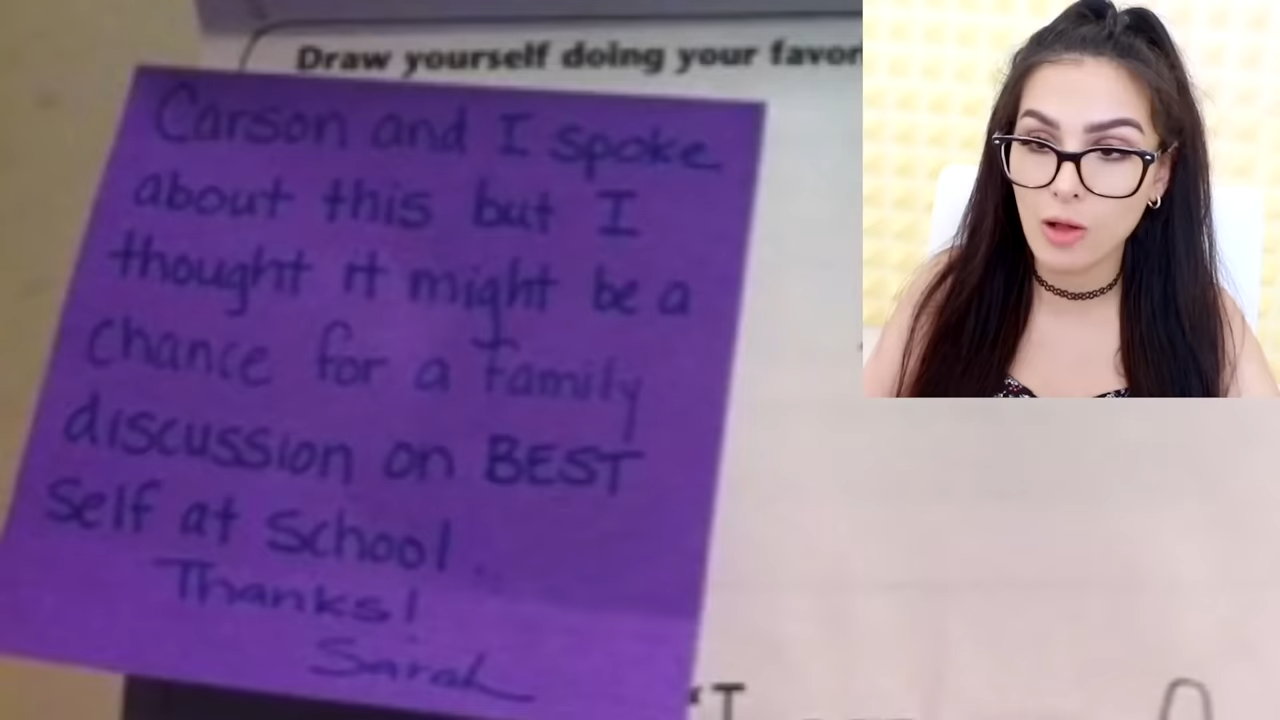 Draw yourself doing your favor
Carson and I spoke
about this but I
thought it might be a
chance for a family
discussion on BEST
self at school.
Thanks!
Sarah
"I